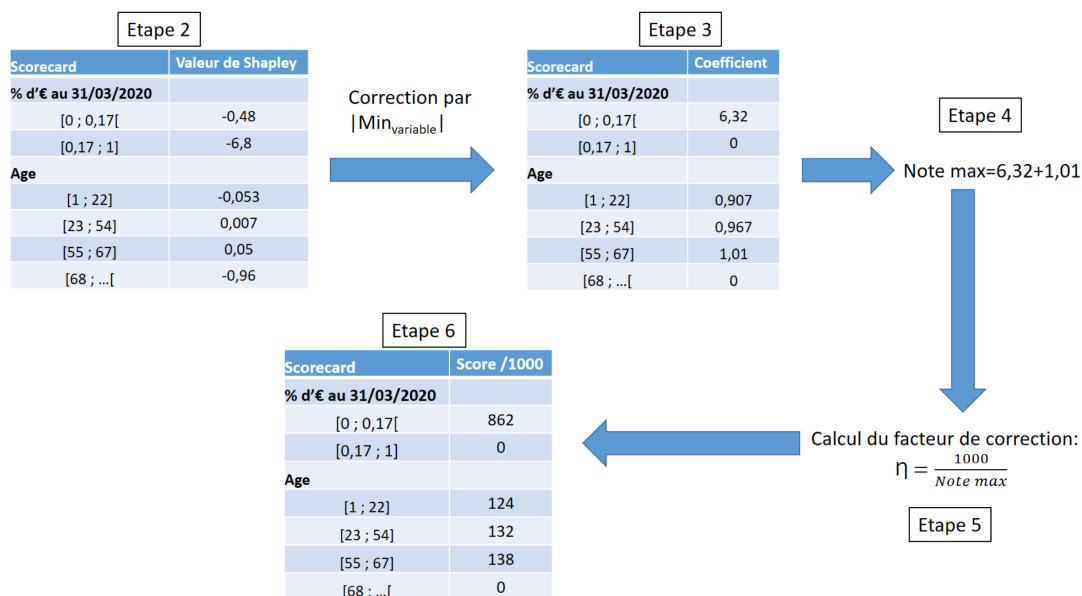 Etape 2
Scorecard Valeur de Shapley
% d'€ au 31/03/2020
[0 ; 0,17[ -0,48
[0,17 ; 1] -6,8
Age
[1 ; 22] -0,053
[23 ; 54] 0,007
[55 ; 67] 0,05
[68 ; ...[ -0,96
Correction par
|Min_variable|
Etape 3
Scorecard Coefficient
% d'€ au 31/03/2020
[0 ; 0,17[ 6,32
[0,17 ; 1] 0
Age
[1 ; 22] 0,907
[23 ; 54] 0,967
[55 ; 67] 1,01
[68 ; ...[ 0
Etape 4
Note max=6,32+1,01
Calcul du facteur de correction:
η = 1000 / Note max
Etape 5
Etape 6
Scorecard Score /1000
% d'€ au 31/03/2020
[0 ; 0,17[ 862
[0,17 ; 1] 0
Age
[1 ; 22] 124
[23 ; 54] 132
[55 ; 67] 138
[68 ; ...[ 0